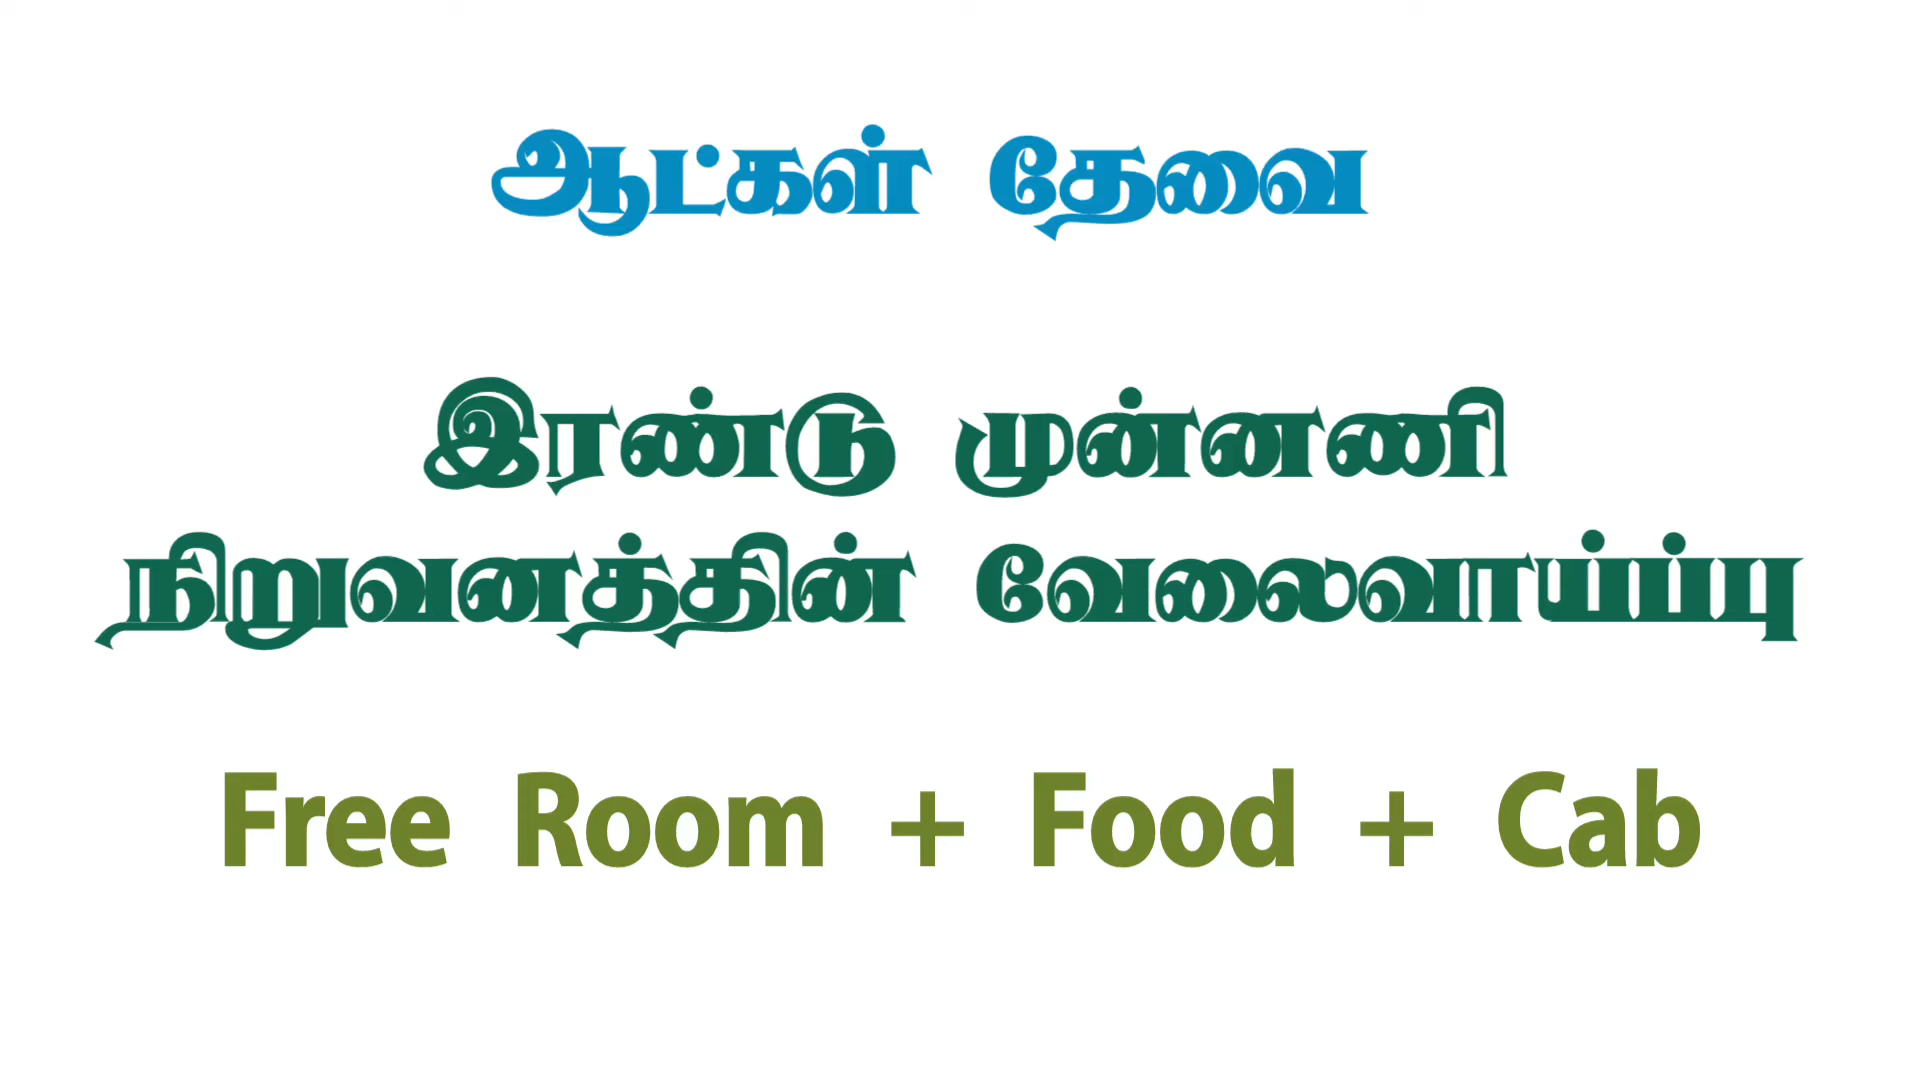 ஆட்கள் தேவை
இரண்டு முன்னணி
நிறுவனத்தின் வேலைவாய்ப்பு
Free Room + Food + Cab